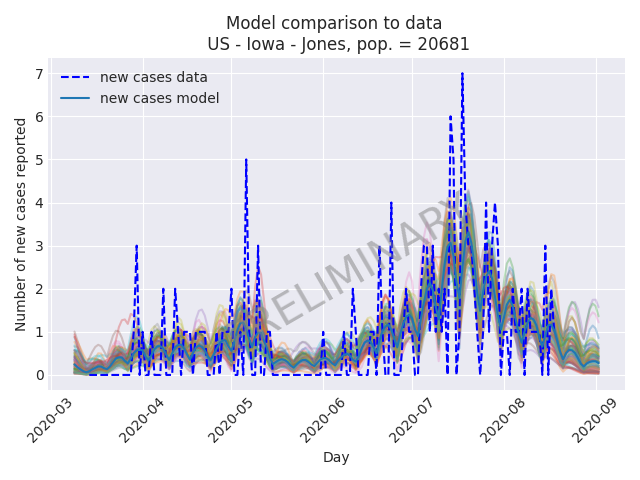 Model comparison to data
US - Iowa - Jones, pop. = 20681
new cases data
new cases model
PRELIMINARY
Number of new cases reported
7
6
5
4
3
2
1
0
2020-03
2020-04
2020-05
2020-06
2020-07
2020-08
2020-09
Day